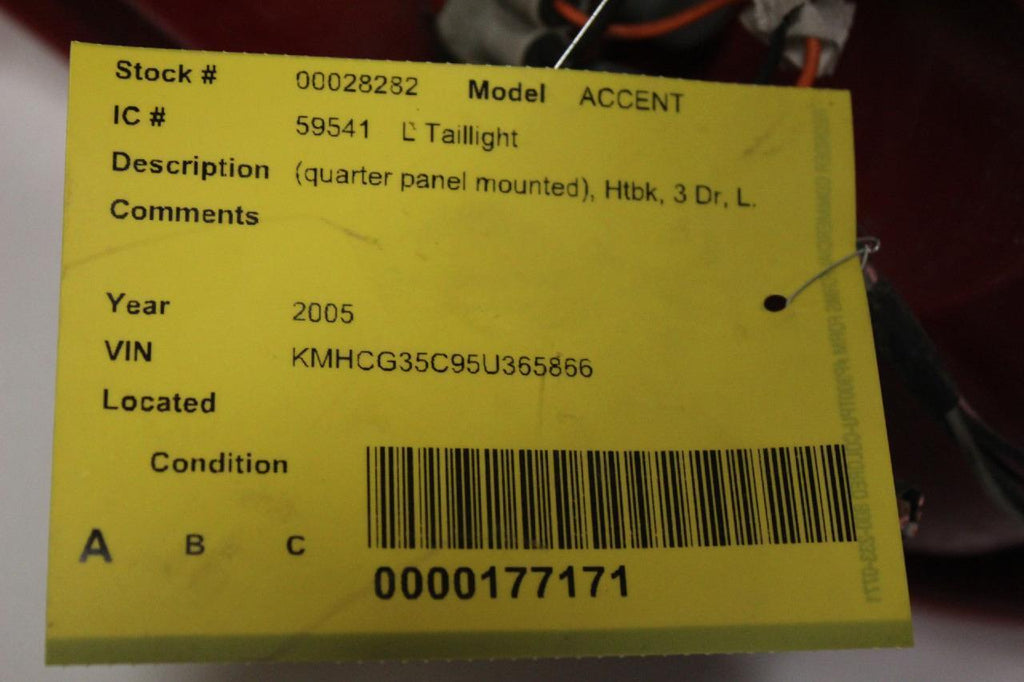 Stock # 00028282 Model ACCENT
IC # 59541 L Taillight
Description (quarter panel mounted), Htbk, 3 Dr, L.
Comments
Year 2005
VIN KMHCG35C95U365866
Located
Condition
A B C
0000177171